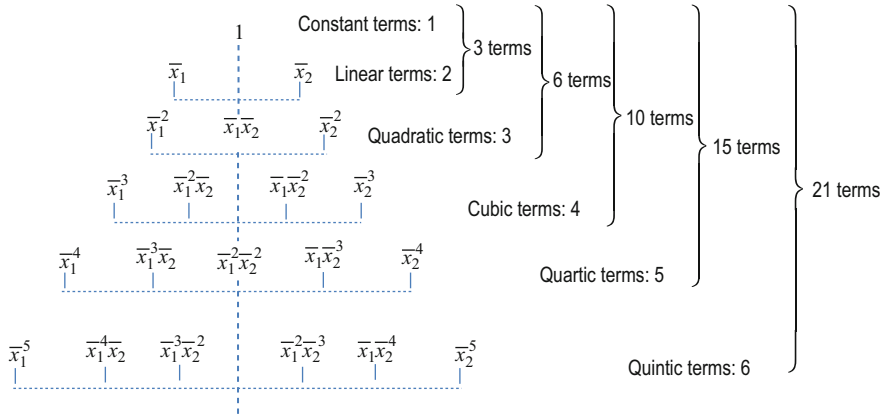 1
Constant terms: 1
3 terms
x̅₁ x̅₂
Linear terms: 2
6 terms
x̅₁² x̅₁x̅₂ x̅₂²
Quadratic terms: 3
10 terms
15 terms
x̅₁³ x̅₁²x̅₂ x̅₁x̅₂² x̅₂³
Cubic terms: 4
21 terms
x̅₁⁴ x̅₁³x̅₂ x̅₁²x̅₂² x̅₁x̅₂³ x̅₂⁴
Quartic terms: 5
x̅₁⁵ x̅₁⁴x̅₂ x̅₁³x̅₂² x̅₁²x̅₂³ x̅₁x̅₂⁴ x̅₂⁵
Quintic terms: 6